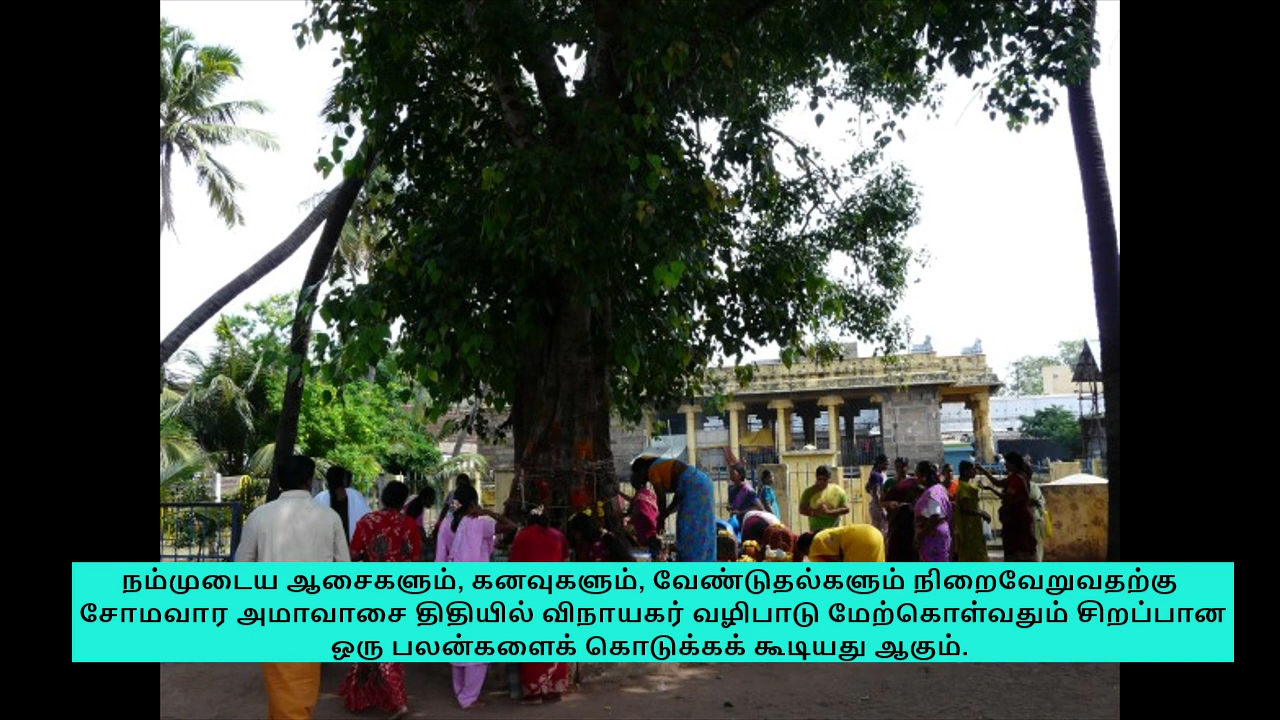 நம்முடைய ஆசைகளும், கனவுகளும், வேண்டுதல்களும் நிறைவேறுவதற்கு
சோமவார அமாவாசை திதியில் விநாயகர் வழிபாடு மேற்கொள்வதும் சிறப்பான
ஒரு பலன்களைக் கொடுக்கக் கூடியது ஆகும்.